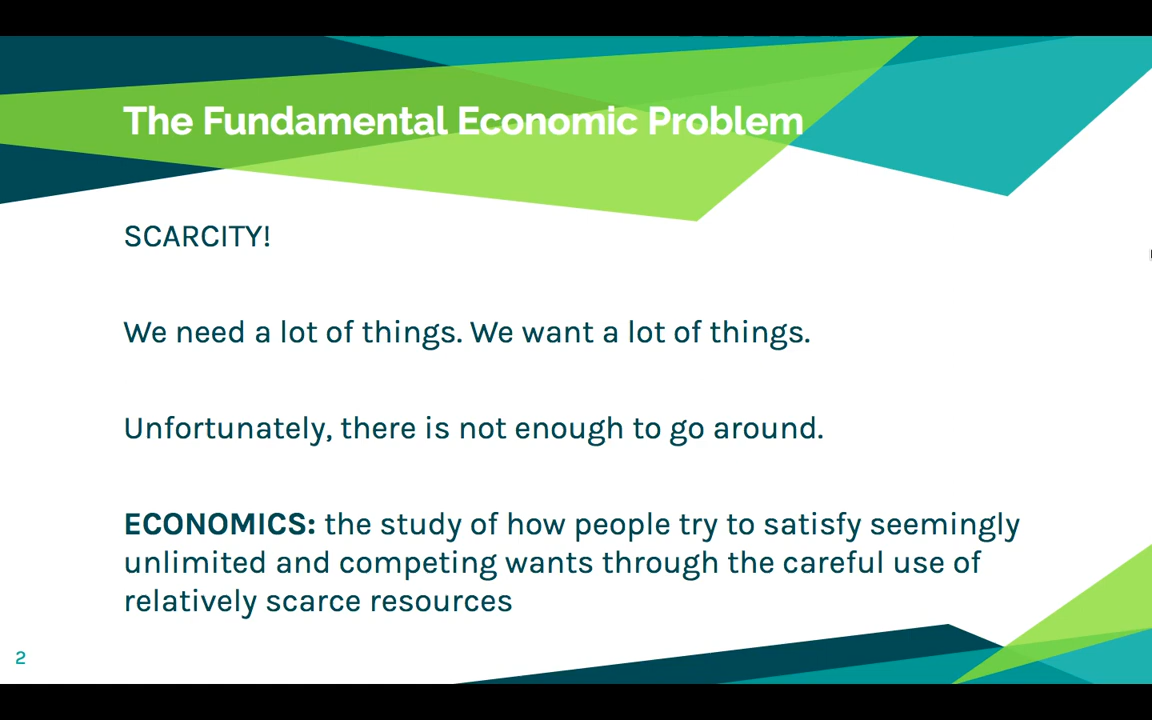 The Fundamental Economic Problem
SCARCITY!
We need a lot of things. We want a lot of things.
Unfortunately, there is not enough to go around.
ECONOMICS: the study of how people try to satisfy seemingly
unlimited and competing wants through the careful use of
relatively scarce resources
2